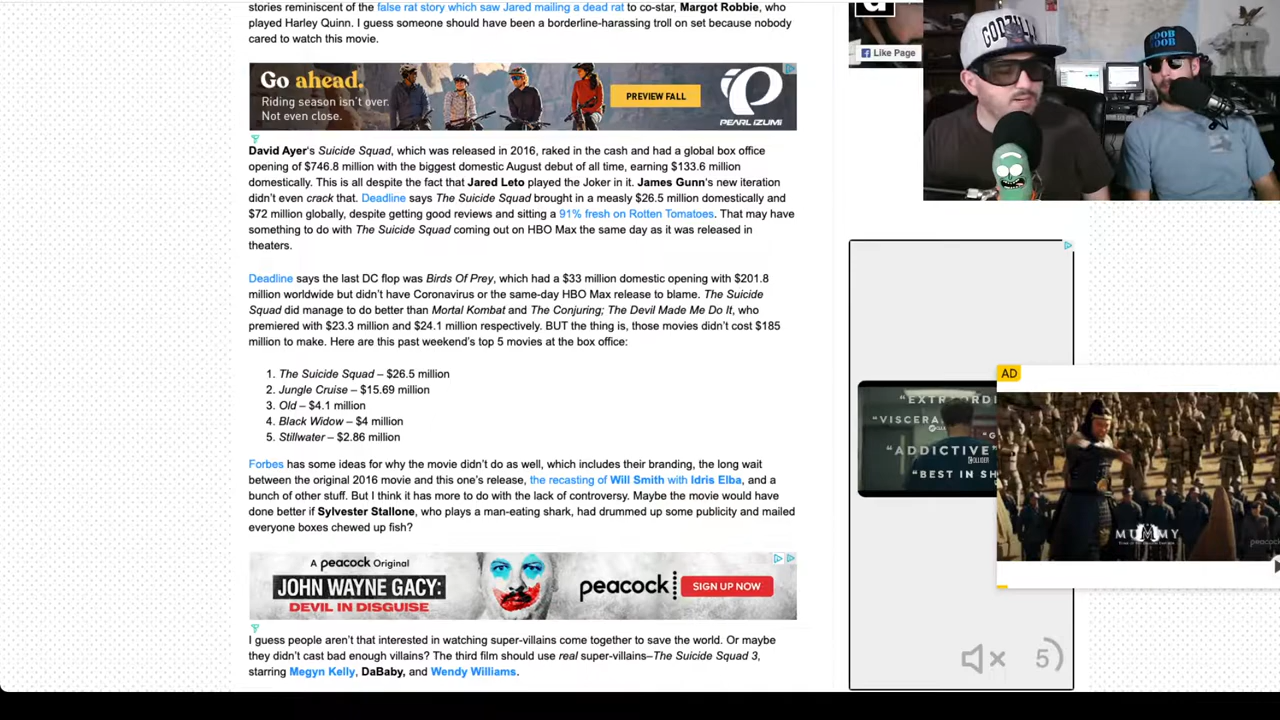 stories reminiscent of the false rat story which saw Jared mailing a dead rat to co-star, Margot Robbie, who
played Harley Quinn. I guess someone should have been a borderline-harassing troll on set because nobody
cared to watch this movie.
Like Page
GODZILLA
NOOB
NOOB
Go ahead.
Riding season isn't over.
Not even close.
PREVIEW FALL
PEARL iZUMi
David Ayer's Suicide Squad, which was released in 2016, raked in the cash and had a global box office
opening of $746.8 million with the biggest domestic August debut of all time, earning $133.6 million
domestically. This is all despite the fact that Jared Leto played the Joker in it. James Gunn's new iteration
didn't even crack that. Deadline says The Suicide Squad brought in a measly $26.5 million domestically and
$72 million globally, despite getting good reviews and sitting a 91% fresh on Rotten Tomatoes. That may have
something to do with The Suicide Squad coming out on HBO Max the same day as it was released in
theaters.
Deadline says the last DC flop was Birds Of Prey, which had a $33 million domestic opening with $201.8
million worldwide but didn't have Coronavirus or the same-day HBO Max release to blame. The Suicide
Squad did manage to do better than Mortal Kombat and The Conjuring; The Devil Made Me Do It, who
premiered with $23.3 million and $24.1 million respectively. BUT the thing is, those movies didn't cost $185
million to make. Here are this past weekend's top 5 movies at the box office:
1. The Suicide Squad – $26.5 million
2. Jungle Cruise – $15.69 million
3. Old – $4.1 million
4. Black Widow – $4 million
5. Stillwater – $2.86 million
Forbes has some ideas for why the movie didn't do as well, which includes their branding, the long wait
between the original 2016 movie and this one's release, the recasting of Will Smith with Idris Elba, and a
bunch of other stuff. But I think it has more to do with the lack of controversy. Maybe the movie would have
done better if Sylvester Stallone, who plays a man-eating shark, had drummed up some publicity and mailed
everyone boxes chewed up fish?
A peacock Original
JOHN WAYNE GACY:
DEVIL IN DISGUISE
peacock
SIGN UP NOW
I guess people aren't that interested in watching super-villains come together to save the world. Or maybe
they didn't cast bad enough villains? The third film should use real super-villains–The Suicide Squad 3,
starring Megyn Kelly, DaBaby, and Wendy Williams.
"EXTRAORDI
"VISCERA
"ADDICTIVE"
COLLIDER
"BEST IN SH
AD
MUMMY
peacock
5